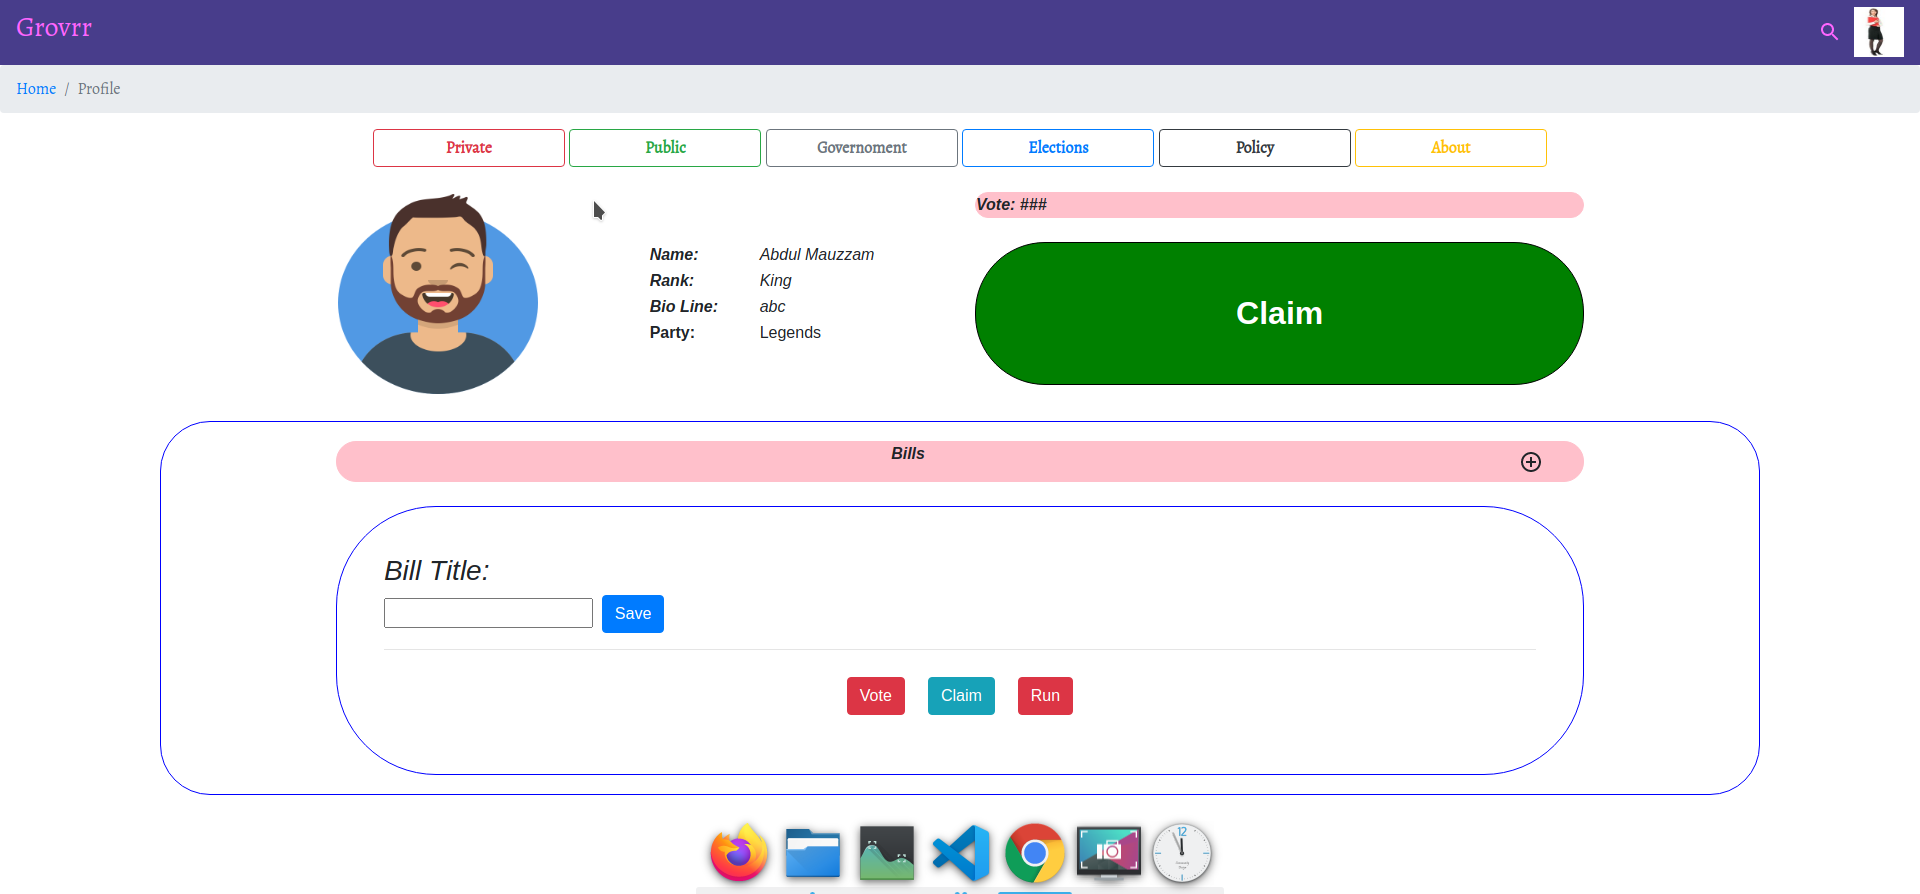 Grovrr
Home / Profile
Private Public Governoment Elections Policy About
Vote: ###
Name: Abdul Mauzzam
Rank: King
Bio Line: abc
Party: Legends
Claim
Bills
Bill Title:
Save
Vote Claim Run
12